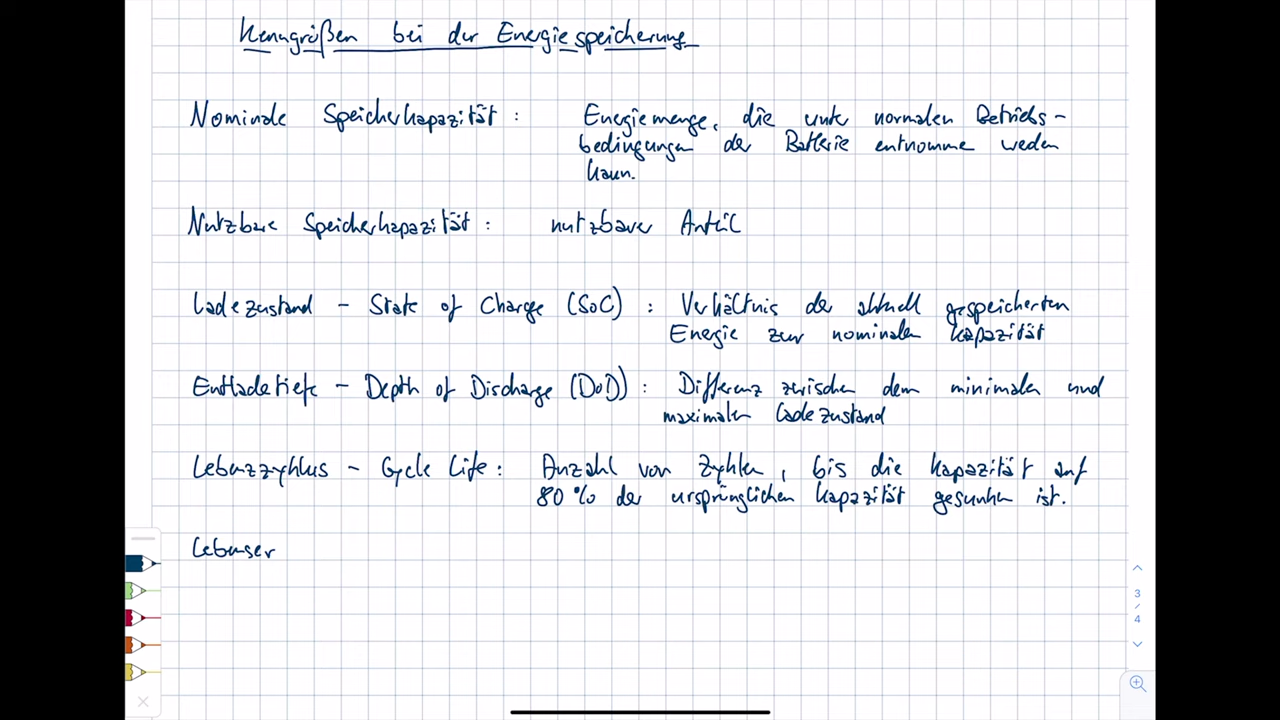 Kenngrößen bei der Energiespeicherung
Nominale Speicherkapazität : Energiemenge, die unter normalen Betriebs-
bedingungen der Batterie entnomme weden
kann.
Nutzbare Speicherkapazität : nutzbarer Anteil
Ladezustand - State of Charge (SoC) : Verhältnis der aktuell gespeicherten
Energie zur nominalen Kapazität
Entladetiefe - Depth of Discharge (DoD) : Differenz zwischen dem minimalen und
maximalen Ladezustand
Lebenszyklus - Cycle Life : Anzahl von Zyklen, bis die Kapazität auf
80 % der ursprünglichen Kapazität gesunken ist.
Lebenser
3
/
4